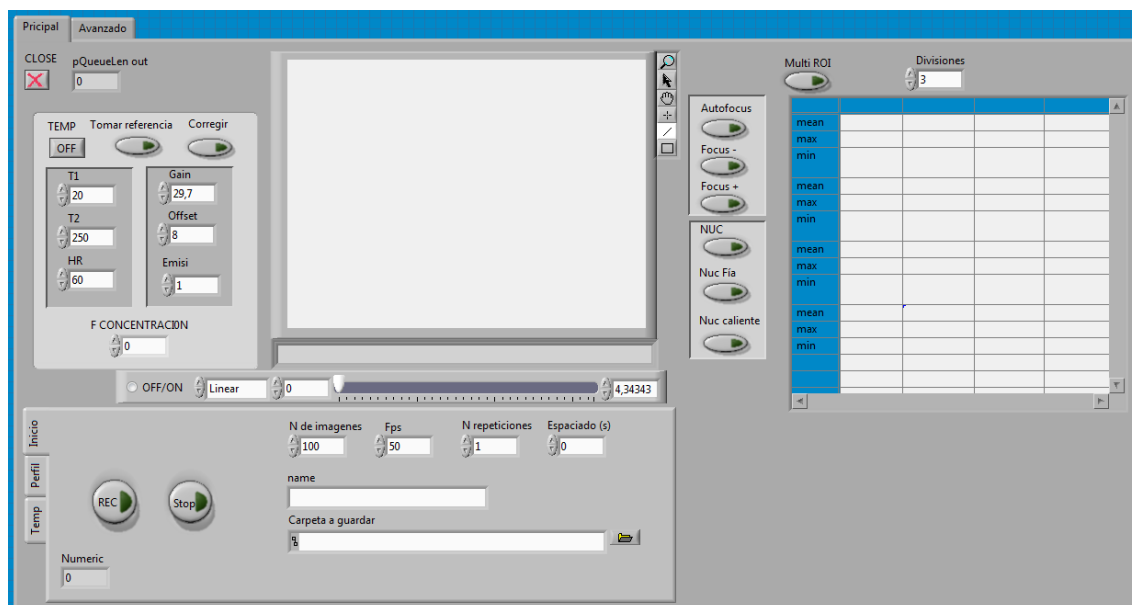 Pricipal Avanzado
CLOSE pQueueLen out
0
TEMP Tomar referencia Corregir
OFF
T1 Gain
20 29,7
T2 Offset
250 8
HR Emisi
60 1
F CONCENTRACION
0
OFF/ON Linear 0 4,34343
Autofocus
Focus -
Focus +
NUC
Nuc Fía
Nuc caliente
Multi ROI Divisiones
3
mean
max
min
mean
max
min
mean
max
min
mean
max
min
Inicio
Perfil
Temp
REC Stop
Numeric
0
N de imagenes Fps N repeticiones Espaciado (s)
100 50 1 0
name
Carpeta a guardar